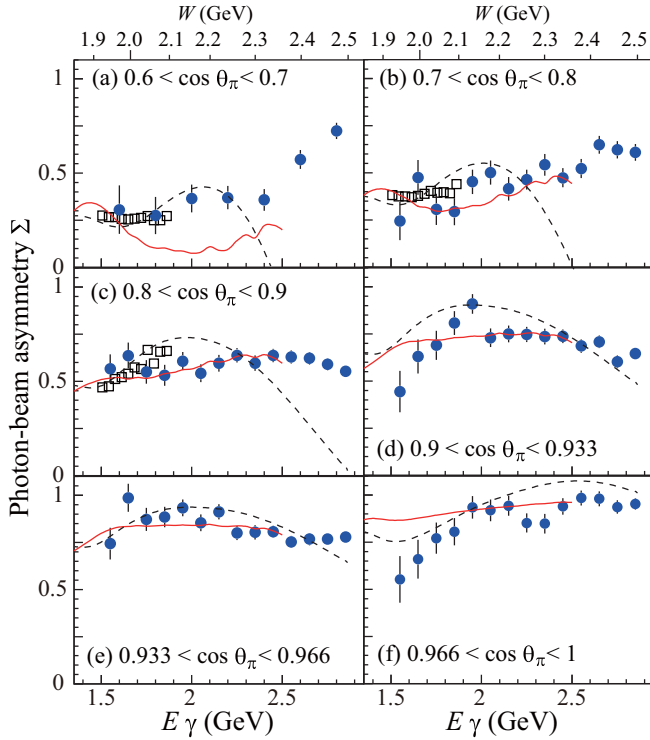 W (GeV)
1.9 2.0 2.1 2.2 2.3 2.4 2.5
1.9 2.0 2.1 2.2 2.3 2.4 2.5
Photon-beam asymmetry Σ
1
0.5
0
(a) 0.6 < cos θπ < 0.7
(b) 0.7 < cos θπ < 0.8
1
0.5
0
(c) 0.8 < cos θπ < 0.9
(d) 0.9 < cos θπ < 0.933
1
0.5
0
(e) 0.933 < cos θπ < 0.966
(f) 0.966 < cos θπ < 1
1.5 2 2.5
1.5 2 2.5
E γ (GeV)
E γ (GeV)